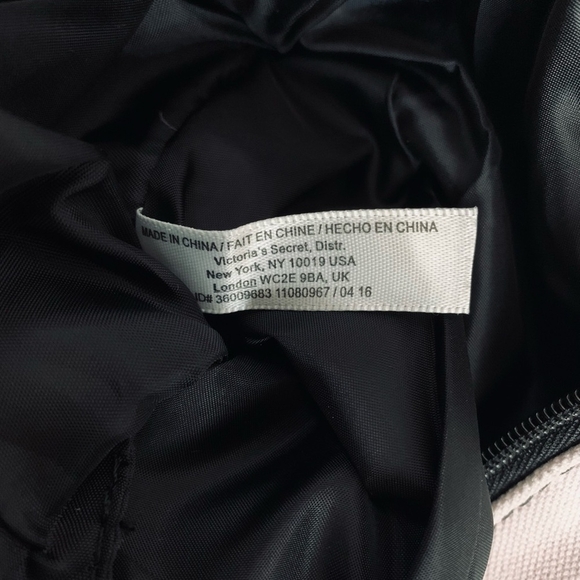 MADE IN CHINA / FAIT EN CHINE / HECHO EN CHINA
Victoria's Secret, Distr.
New York, NY 10019 USA
London WC2E 9BA, UK
ID# 36009683 11080967 / 04 16